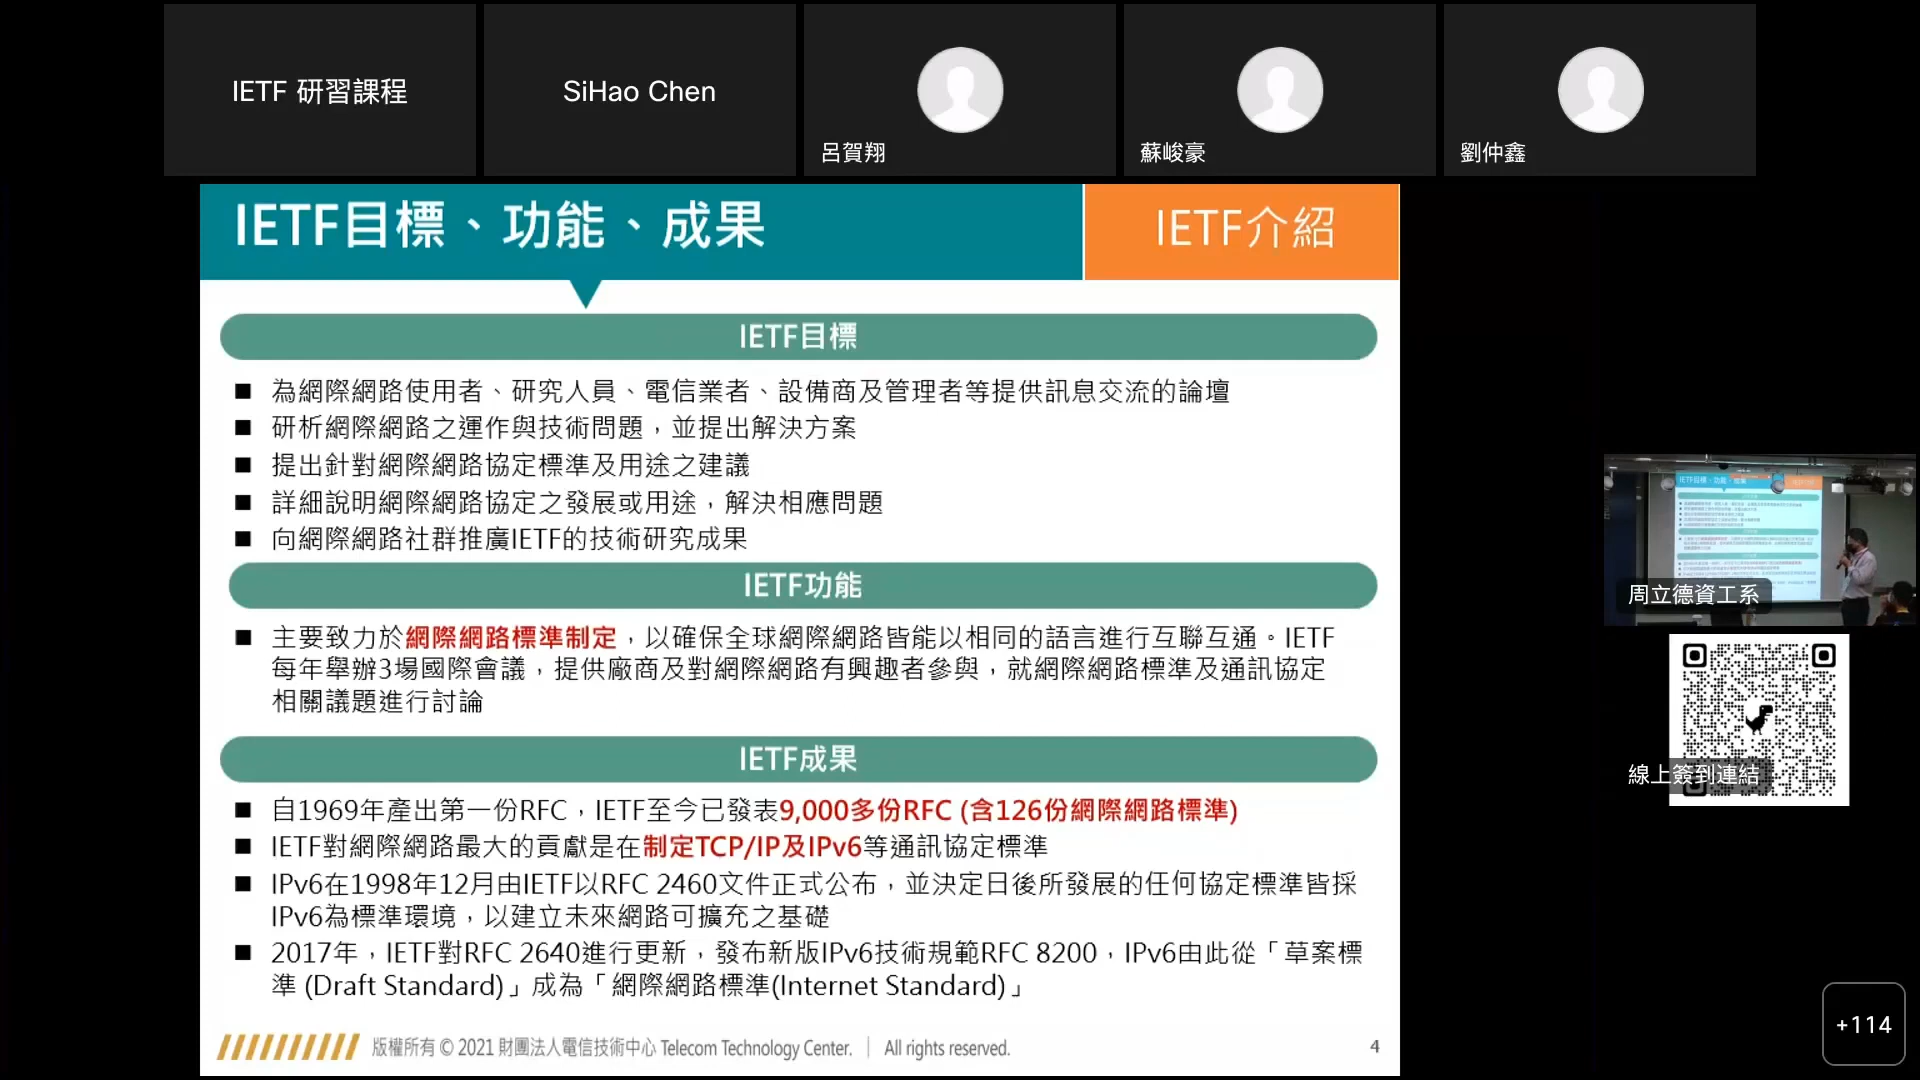 IETF 研習課程
SiHao Chen
呂賀翔
蘇峻豪
劉仲鑫
IETF目標、功能、成果
IETF介紹
IETF目標
■ 為網際網路使用者、研究人員、電信業者、設備商及管理者等提供訊息交流的論壇
■ 研析網際網路之運作與技術問題，並提出解決方案
■ 提出針對網際網路協定標準及用途之建議
■ 詳細說明網際網路協定之發展或用途，解決相應問題
■ 向網際網路社群推廣IETF的技術研究成果
IETF功能
■ 主要致力於網際網路標準制定，以確保全球網際網路皆能以相同的語言進行互聯互通。IETF
每年舉辦3場國際會議，提供廠商及對網際網路有興趣者參與，就網際網路標準及通訊協定
相關議題進行討論
IETF成果
■ 自1969年產出第一份RFC，IETF至今已發表9,000多份RFC (含126份網際網路標準)
■ IETF對網際網路最大的貢獻是在制定TCP/IP及IPv6等通訊協定標準
■ IPv6在1998年12月由IETF以RFC 2460文件正式公布，並決定日後所發展的任何協定標準皆採
IPv6為標準環境，以建立未來網路可擴充之基礎
■ 2017年，IETF對RFC 2640進行更新，發布新版IPv6技術規範RFC 8200，IPv6由此從「草案標
準 (Draft Standard)」成為「網際網路標準(Internet Standard)」
版權所有 © 2021 財團法人電信技術中心 Telecom Technology Center. | All rights reserved.
4
IETF目標、功能、成果
周立德資工系
線上簽到連結
+114